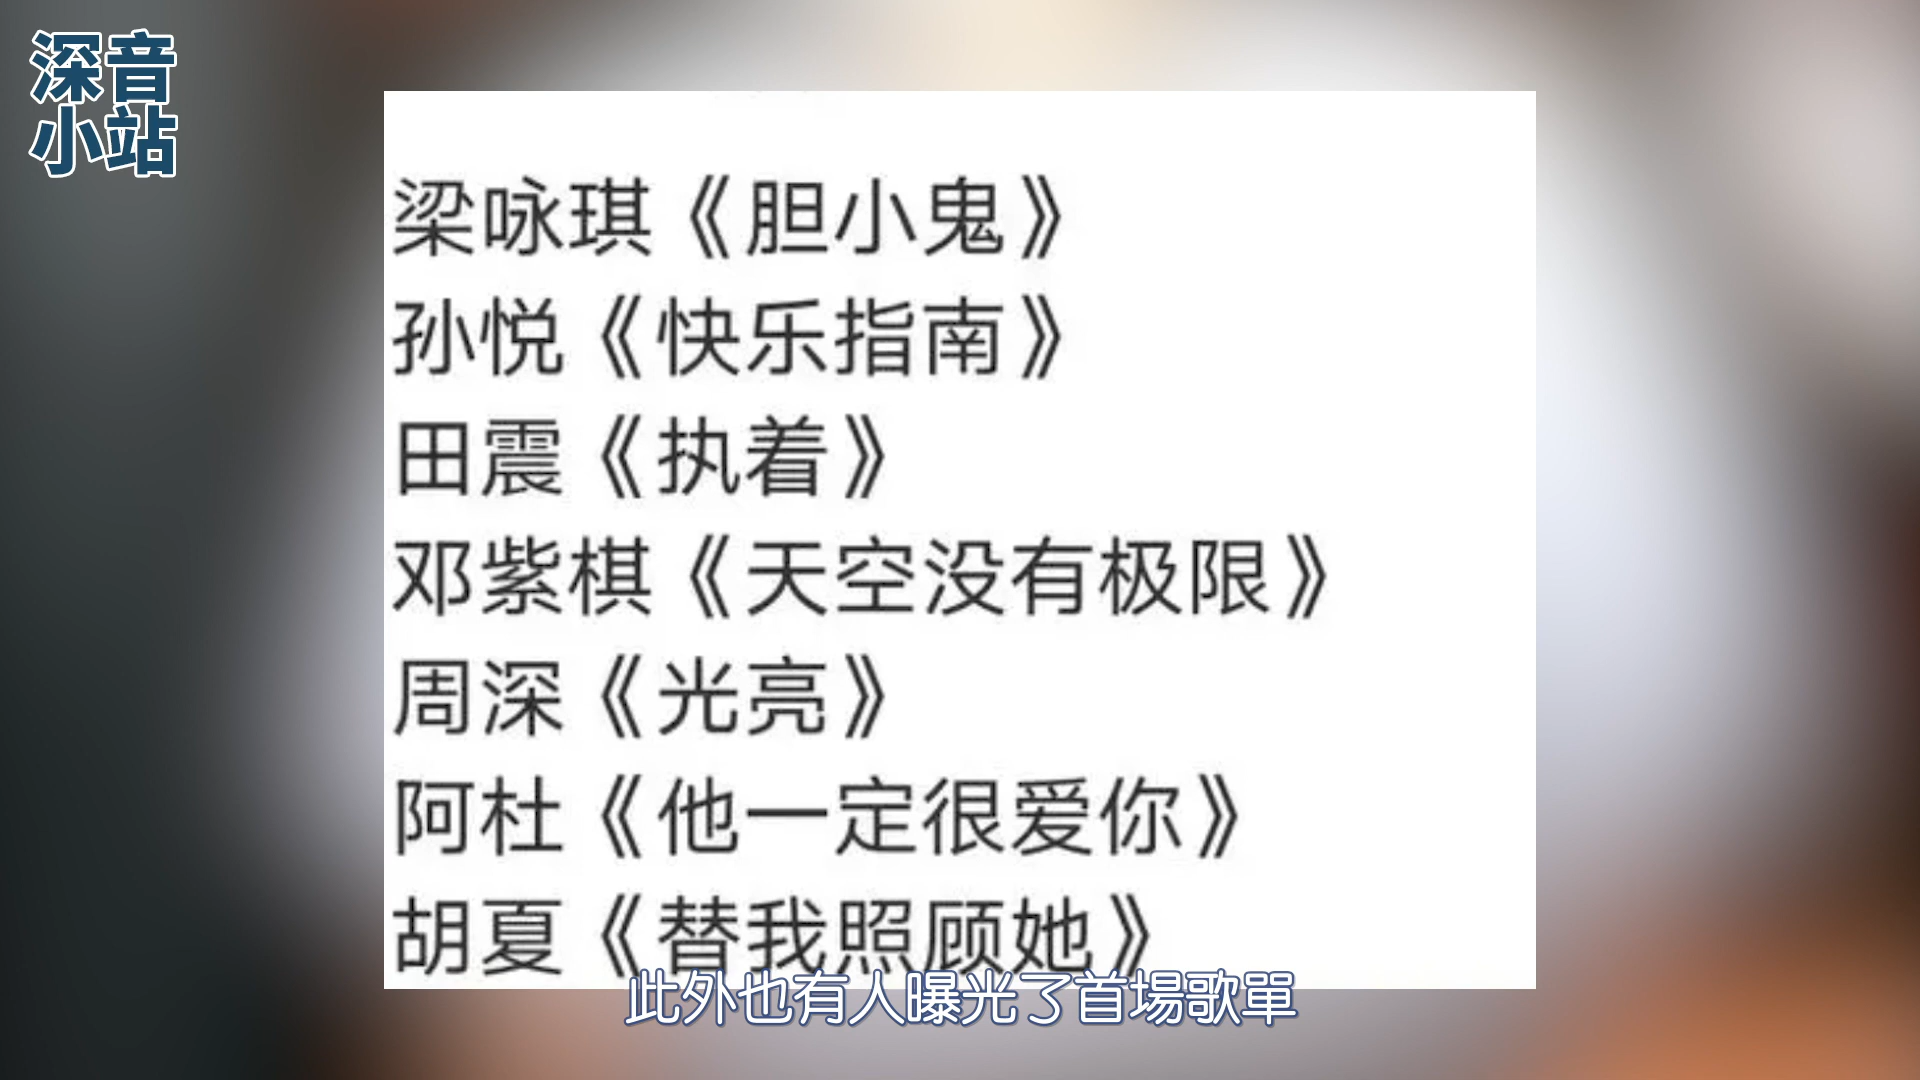 深音
小站
梁咏琪《胆小鬼》
孙悦《快乐指南》
田震《执着》
邓紫棋《天空没有极限》
周深《光亮》
阿杜《他一定很爱你》
胡夏《替我照顾她》
此外也有人曝光了首場歌單